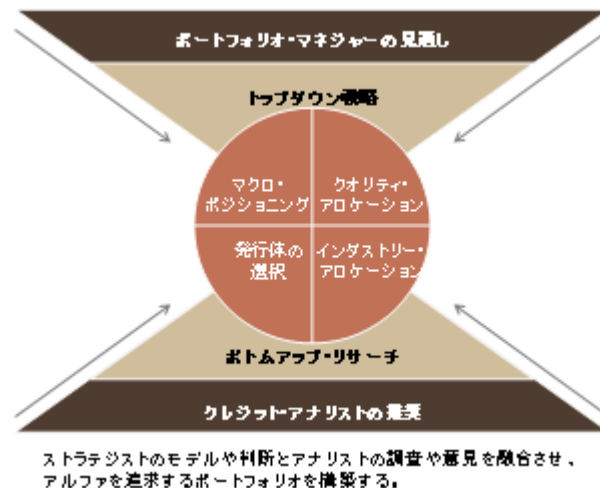 ポートフォリオ・マネジャーの見通し
トップダウン戦略
マクロ・
ポジショニング
クオリティ・
アロケーション
発行体の
選択
インダストリー・
アロケーション
ボトムアップ・リサーチ
クレジット・アナリストの推奨
ストラテジストのモデルや判断とアナリストの調査や意見を融合させ、
アルファを追求するポートフォリオを構築する。